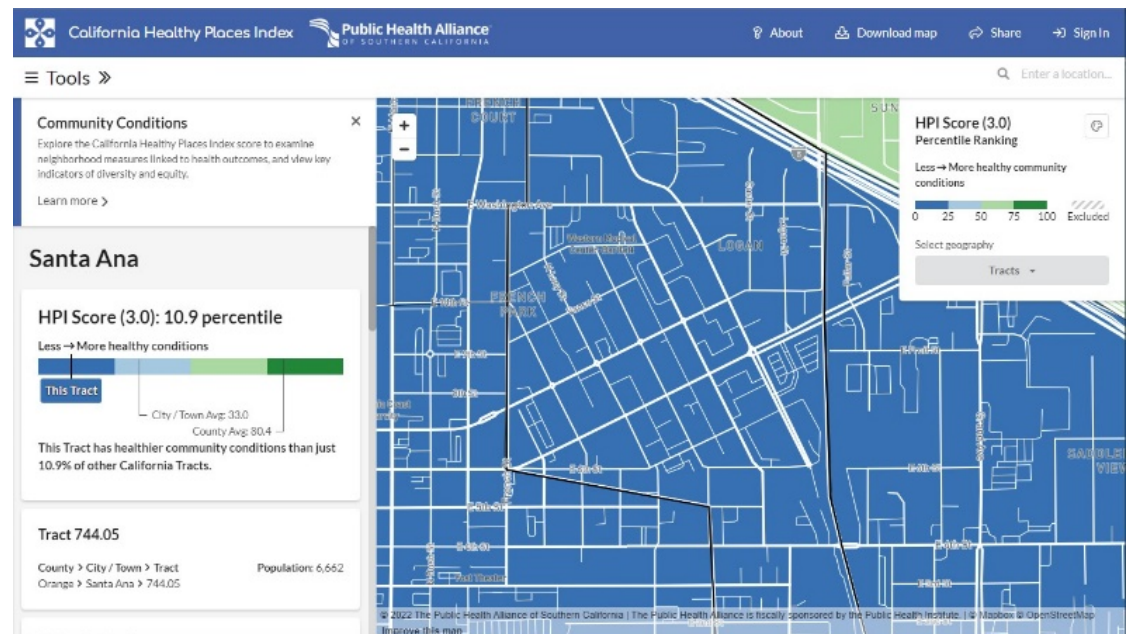 California Healthy Places Index
Public Health Alliance
OF SOUTHERN CALIFORNIA
About
Download map
Share
Sign In
Tools
Enter a location...
Community Conditions
Explore the California Healthy Places Index score to examine
neighborhood measures linked to health outcomes, and view key
indicators of diversity and equity.
Learn more
Santa Ana
HPI Score (3.0): 10.9 percentile
Less → More healthy conditions
This Tract
City / Town Avg: 33.0
County Avg: 80.4
This Tract has healthier community conditions than just
10.9% of other California Tracts.
Tract 744.05
County > City / Town > Tract
Population: 6,662
Orange > Santa Ana > 744.05
FRENCH
COURT
E Washington Ave
LOGAN
FRENCH
PARK
SUN
HPI Score (3.0)
Percentile Ranking
Less → More healthy community
conditions
0 25 50 75 100 Excluded
Select geography
Tracts
© 2022 The Public Health Alliance of Southern California | The Public Health Alliance is fiscally sponsored by the Public Health Institute. | © Mapbox © OpenStreetMap
Improve this map